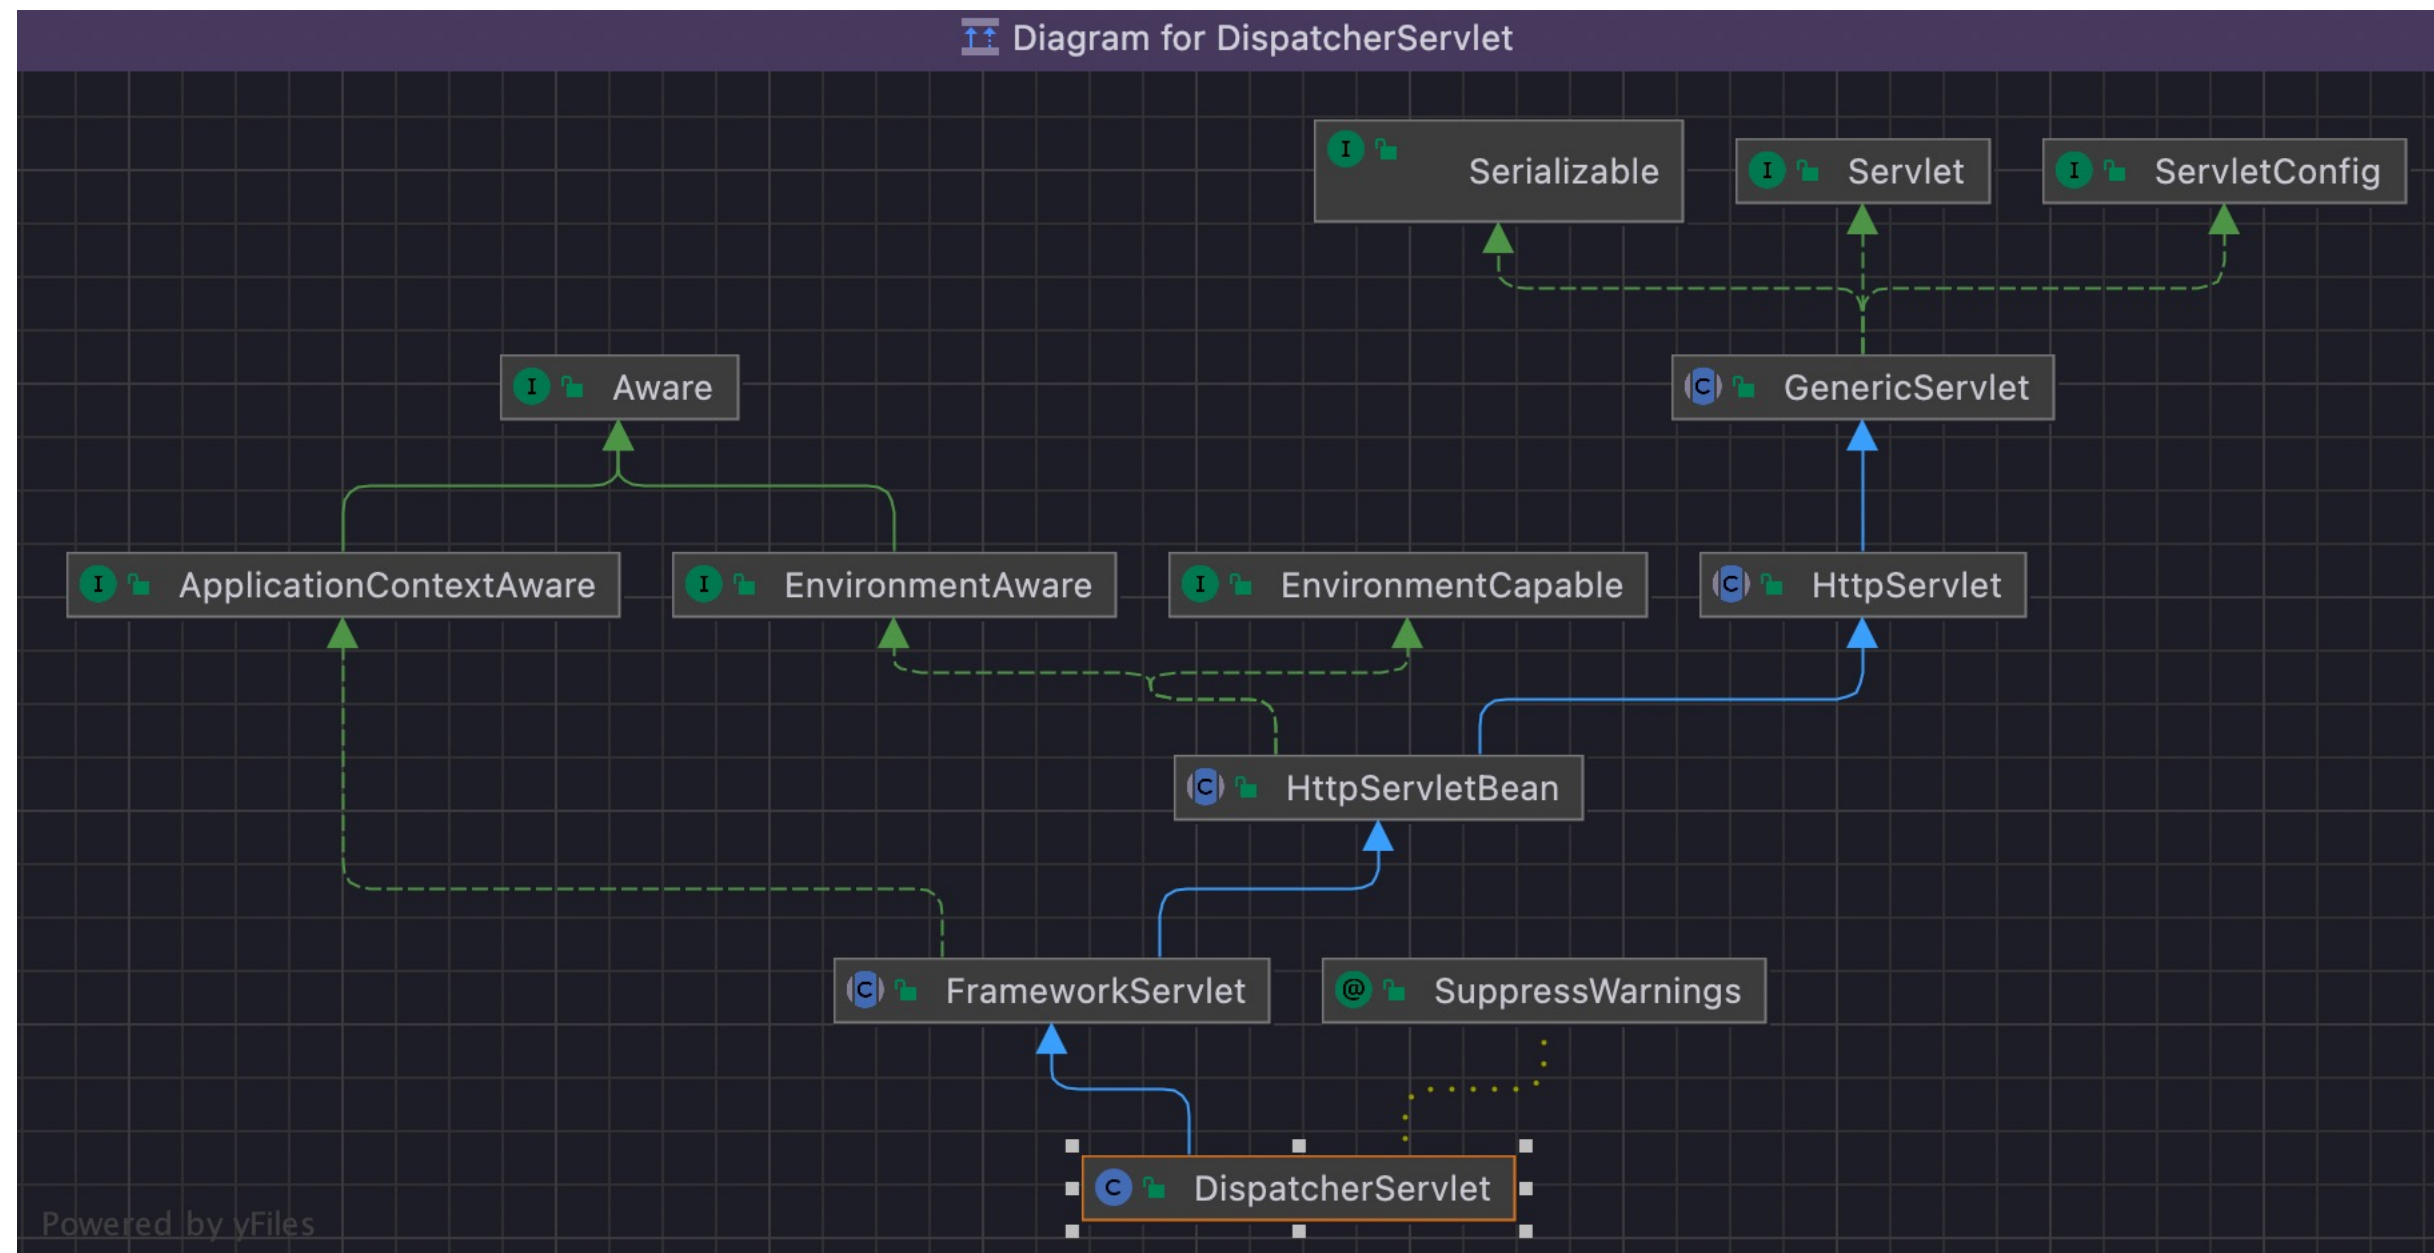 Diagram for DispatcherServlet
I Serializable
I Servlet
I ServletConfig
I Aware
C GenericServlet
I ApplicationContextAware
I EnvironmentAware
I EnvironmentCapable
C HttpServlet
C HttpServletBean
C FrameworkServlet
@ SuppressWarnings
C DispatcherServlet
Powered by yFiles